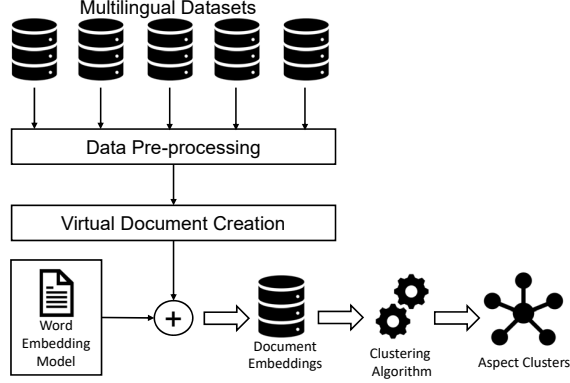 Multilingual Datasets
Data Pre-processing
Virtual Document Creation
Word
Embedding
Model
+
Document
Embeddings
Clustering
Algorithm
Aspect Clusters